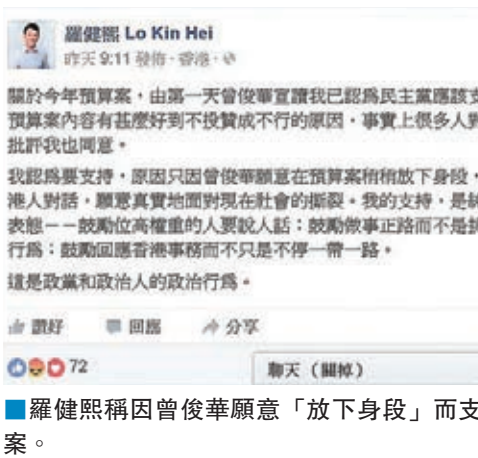 羅健熙 Lo Kin Hei
昨天 9:11 發佈 · 香港 ·
關於今年預算案，由第一天曾俊華宣讀我已認為民主黨應該支
預算案內容有甚麼好到不投贊成不行的原因，事實上很多人對
批評我也同意。
我認為要支持，原因只因曾俊華願意在預算案稍稍放下身段，
港人對話，願意真實地面對現在社會的撕裂。我的支持，是
表態——鼓勵位高權重的人要說人話；鼓勵做事正路而不是
行為；鼓勵回應香港事務而不只是不停一帶一路。
這是政黨和政治人的政治行為。
讚好 回應 分享
72
聊天（關掉）
■羅健熙稱因曾俊華願意「放下身段」而支
案。